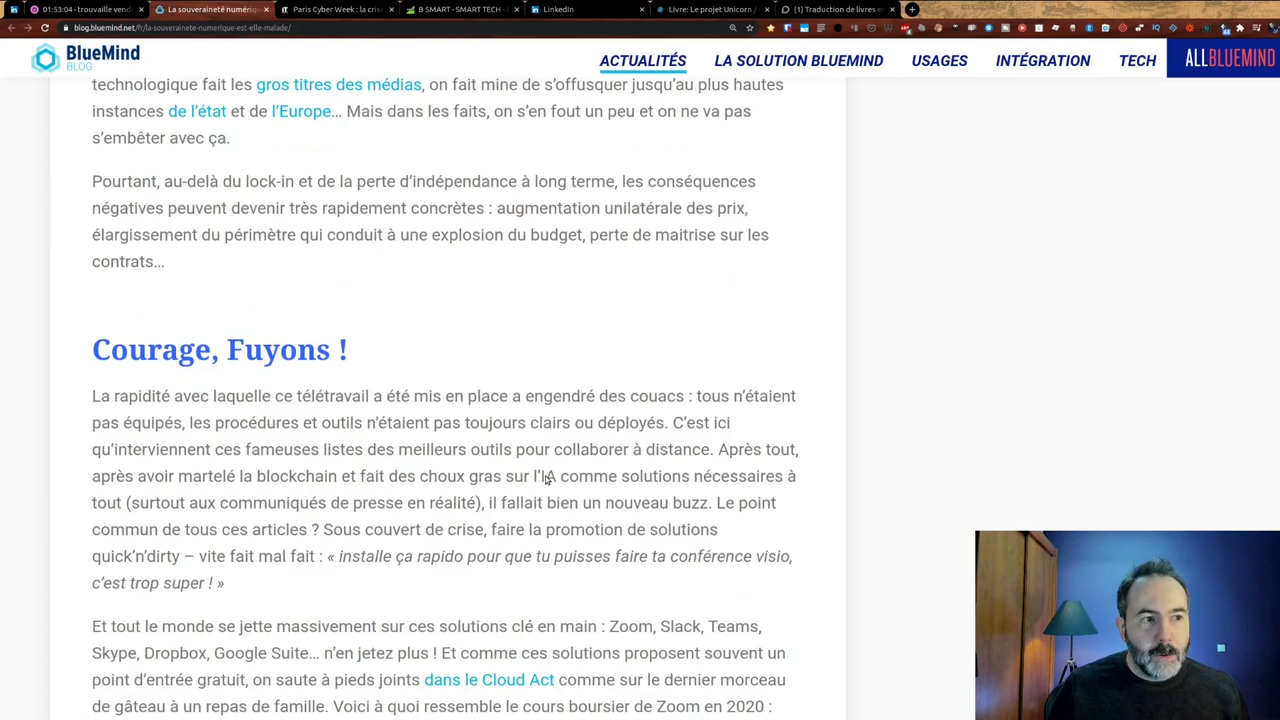 01:53:04 - trouvaille vend
La souveraineté numériq
Paris Cyber Week : la cris
B SMART - SMART TECH -
LinkedIn
Livre: Le projet Unicorn /
(1) Traduction de livres e
blog.bluemind.net/fr/la-souverainete-numerique-est-elle-malade/
BlueMind
BLOG
ACTUALITÉS
LA SOLUTION BLUEMIND
USAGES
INTÉGRATION
TECH
ALLBLUEMIND
technologique fait les gros titres des médias, on fait mine de s’offusquer jusqu’au plus hautes
instances de l’état et de l’Europe… Mais dans les faits, on s’en fout un peu et on ne va pas
s’embêter avec ça.
Pourtant, au-delà du lock-in et de la perte d’indépendance à long terme, les conséquences
négatives peuvent devenir très rapidement concrètes : augmentation unilatérale des prix,
élargissement du périmètre qui conduit à une explosion du budget, perte de maitrise sur les
contrats…
Courage, Fuyons !
La rapidité avec laquelle ce télétravail a été mis en place a engendré des couacs : tous n’étaient
pas équipés, les procédures et outils n’étaient pas toujours clairs ou déployés. C’est ici
qu’interviennent ces fameuses listes des meilleurs outils pour collaborer à distance. Après tout,
après avoir martelé la blockchain et fait des choux gras sur l’IA comme solutions nécessaires à
tout (surtout aux communiqués de presse en réalité), il fallait bien un nouveau buzz. Le point
commun de tous ces articles ? Sous couvert de crise, faire la promotion de solutions
quick’n’dirty – vite fait mal fait : « installe ça rapido pour que tu puisses faire ta conférence visio,
c’est trop super ! »
Et tout le monde se jette massivement sur ces solutions clé en main : Zoom, Slack, Teams,
Skype, Dropbox, Google Suite… n’en jetez plus ! Et comme ces solutions proposent souvent un
point d’entrée gratuit, on saute à pieds joints dans le Cloud Act comme sur le dernier morceau
de gâteau à un repas de famille. Voici à quoi ressemble le cours boursier de Zoom en 2020 :